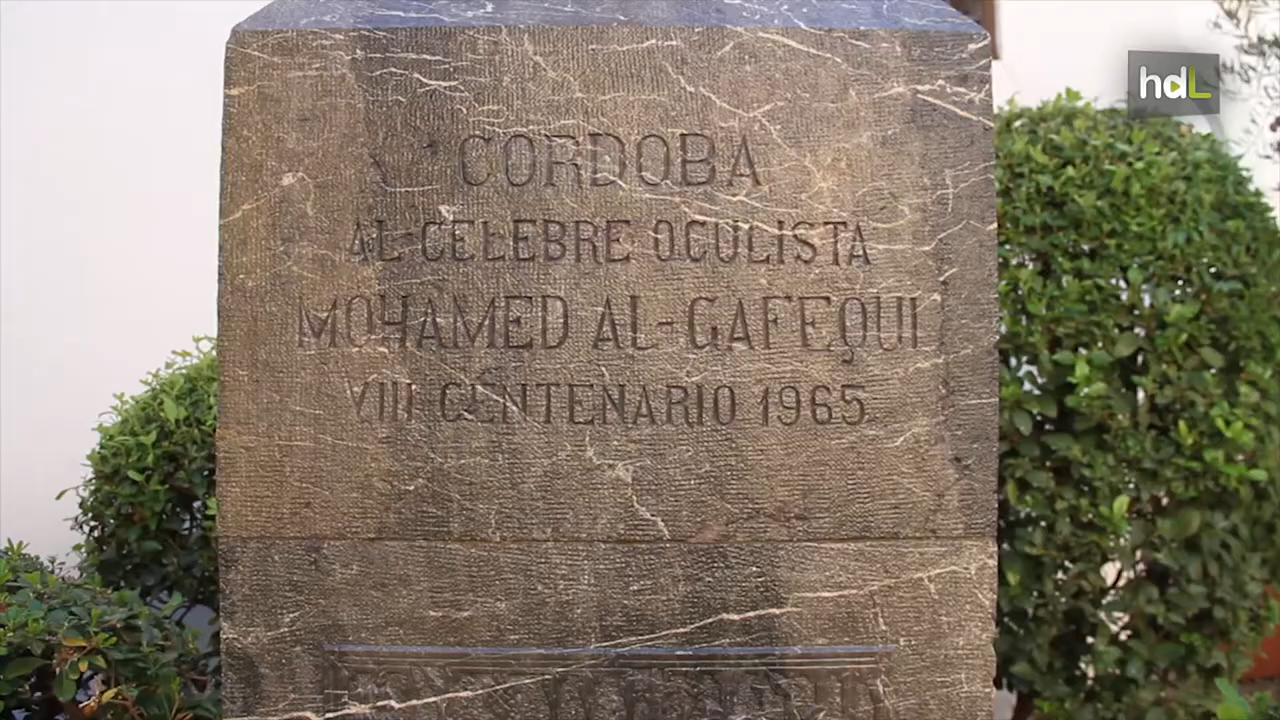 hdL
CORDOBA
AL CELEBRE OCULISTA
MOHAMED AL-GAFEQUI
VIII CENTENARIO 1965